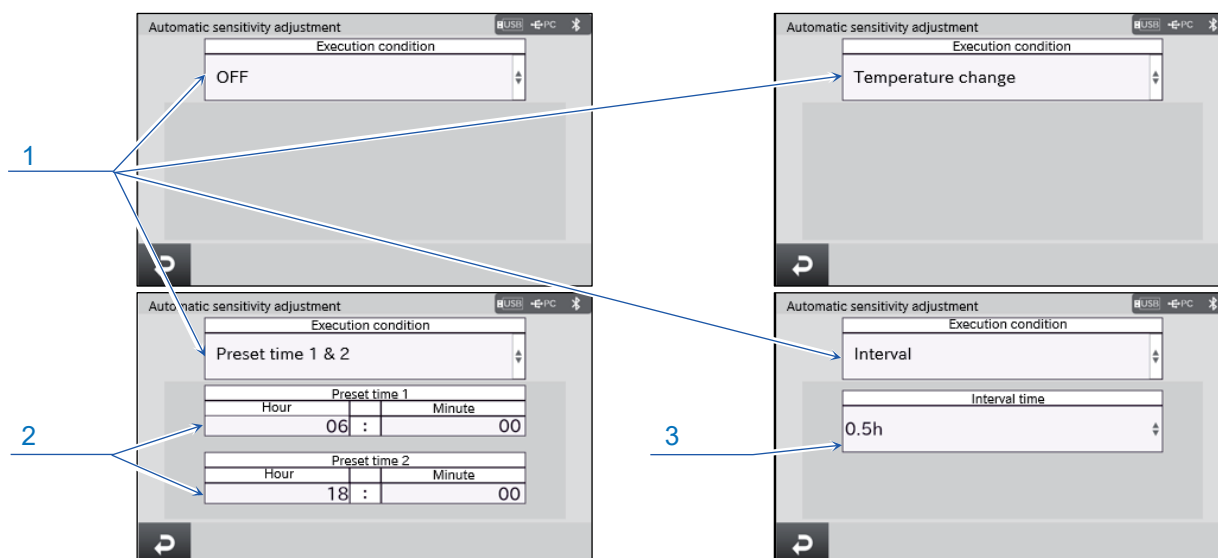 Automatic sensitivity adjustment
USB PC
Execution condition
OFF
Automatic sensitivity adjustment
USB PC
Execution condition
Temperature change
1
Automatic sensitivity adjustment
USB PC
Execution condition
Preset time 1 & 2
Preset time 1
Hour Minute
06 : 00
Preset time 2
Hour Minute
18 : 00
2
Automatic sensitivity adjustment
USB PC
Execution condition
Interval
Interval time
0.5h
3